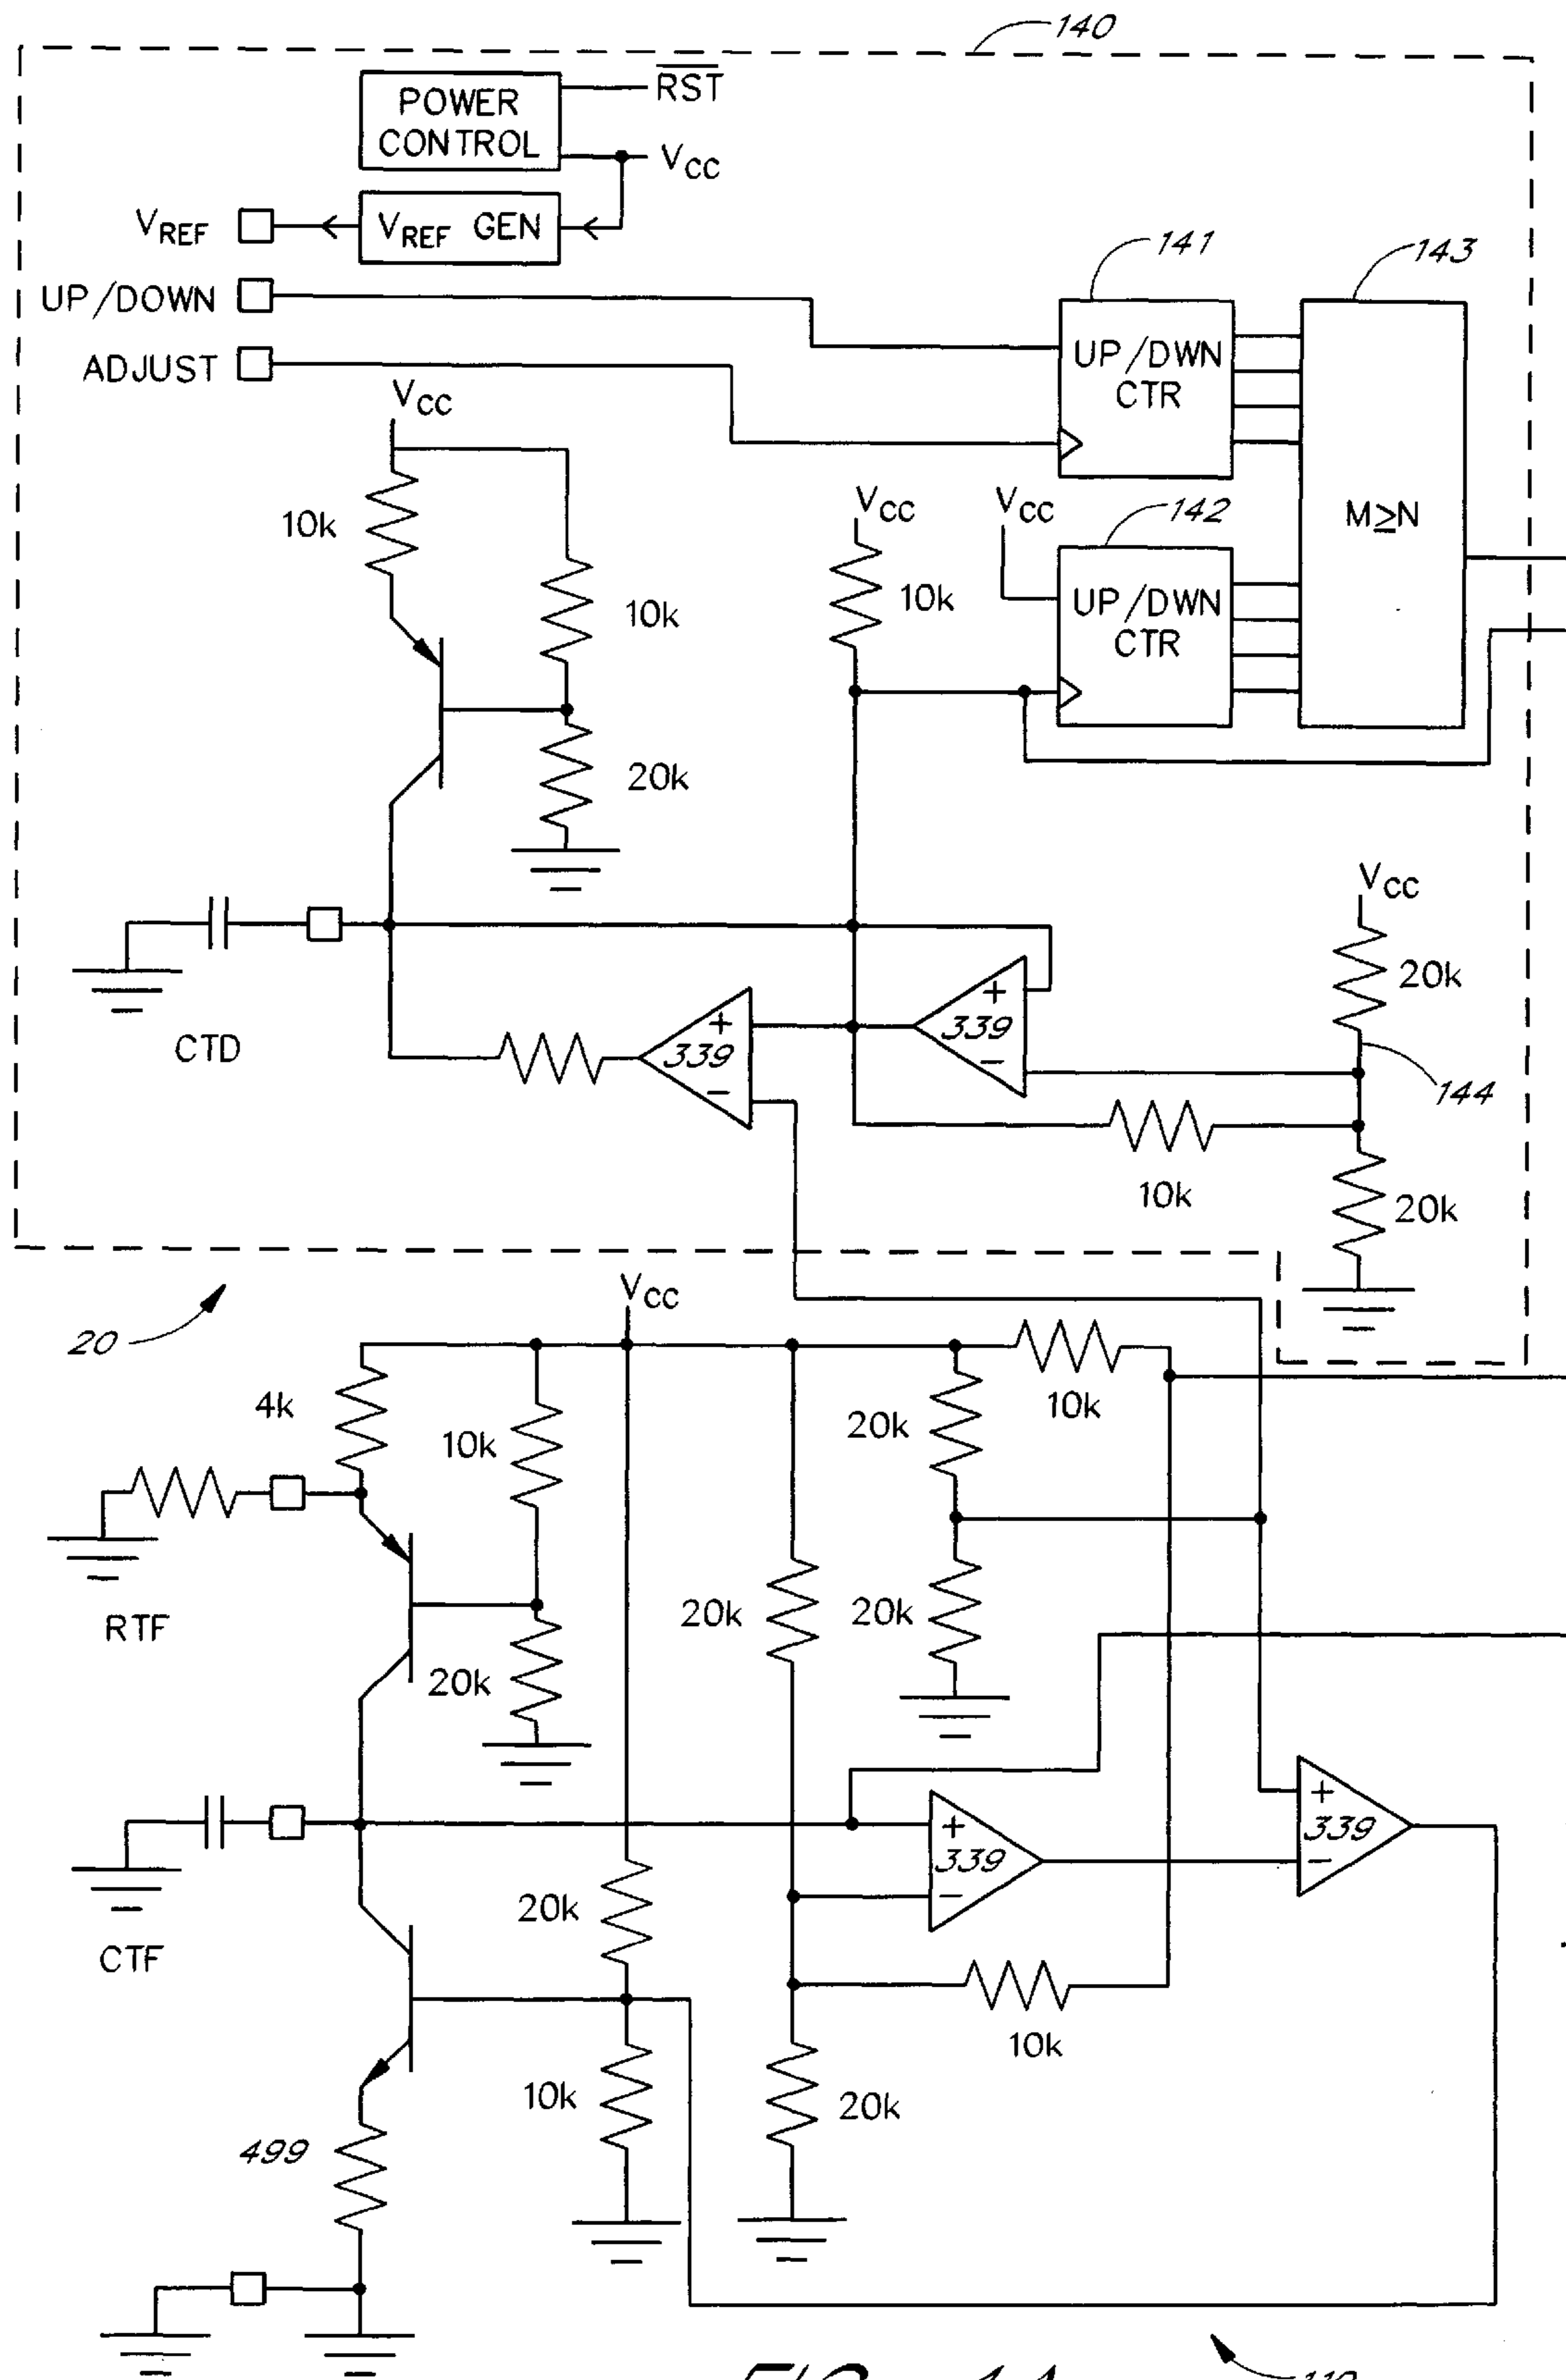 140
POWER
CONTROL
RST
VCC
VREF
VREF GEN
UP/DOWN
ADJUST
141
143
UP/DWN
CTR
VCC
10k
10k
20k
VCC
10k
VCC
142
UP/DWN
CTR
M≥N
VCC
20k
144
CTD
+
339
−
+
339
−
10k
20k
20
VCC
4k
10k
20k
10k
RTF
20k
20k
20k
+
339
−
+
339
−
CTF
20k
10k
10k
20k
499